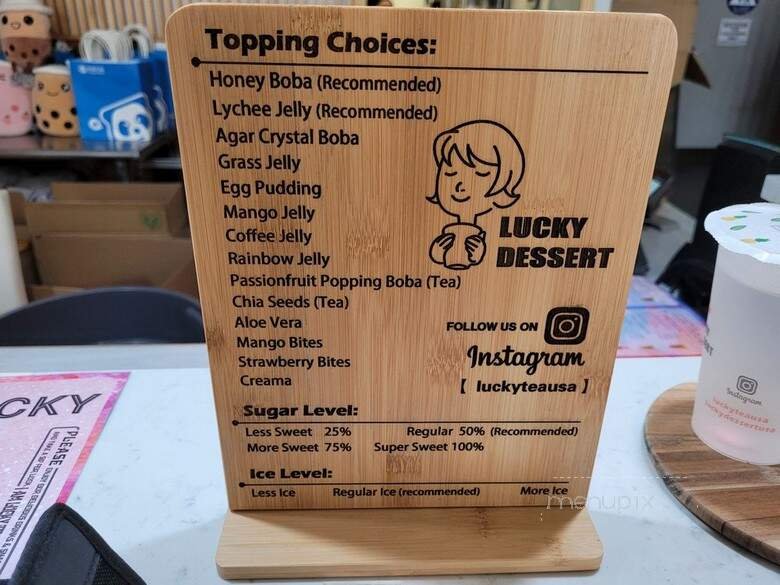 Topping Choices:
Honey Boba (Recommended)
Lychee Jelly (Recommended)
Agar Crystal Boba
Grass Jelly
Egg Pudding
Mango Jelly
Coffee Jelly
Rainbow Jelly
Passionfruit Popping Boba (Tea)
Chia Seeds (Tea)
Aloe Vera
Mango Bites
Strawberry Bites
Creama
LUCKY
DESSERT
FOLLOW US ON
Instagram
【 luckyteausa 】
Sugar Level:
Less Sweet 25% Regular 50% (Recommended)
More Sweet 75% Super Sweet 100%
Ice Level:
Less Ice Regular Ice (recommended) More Ice
menupix
CKY
PLEASE
Instagram
luckyteausa